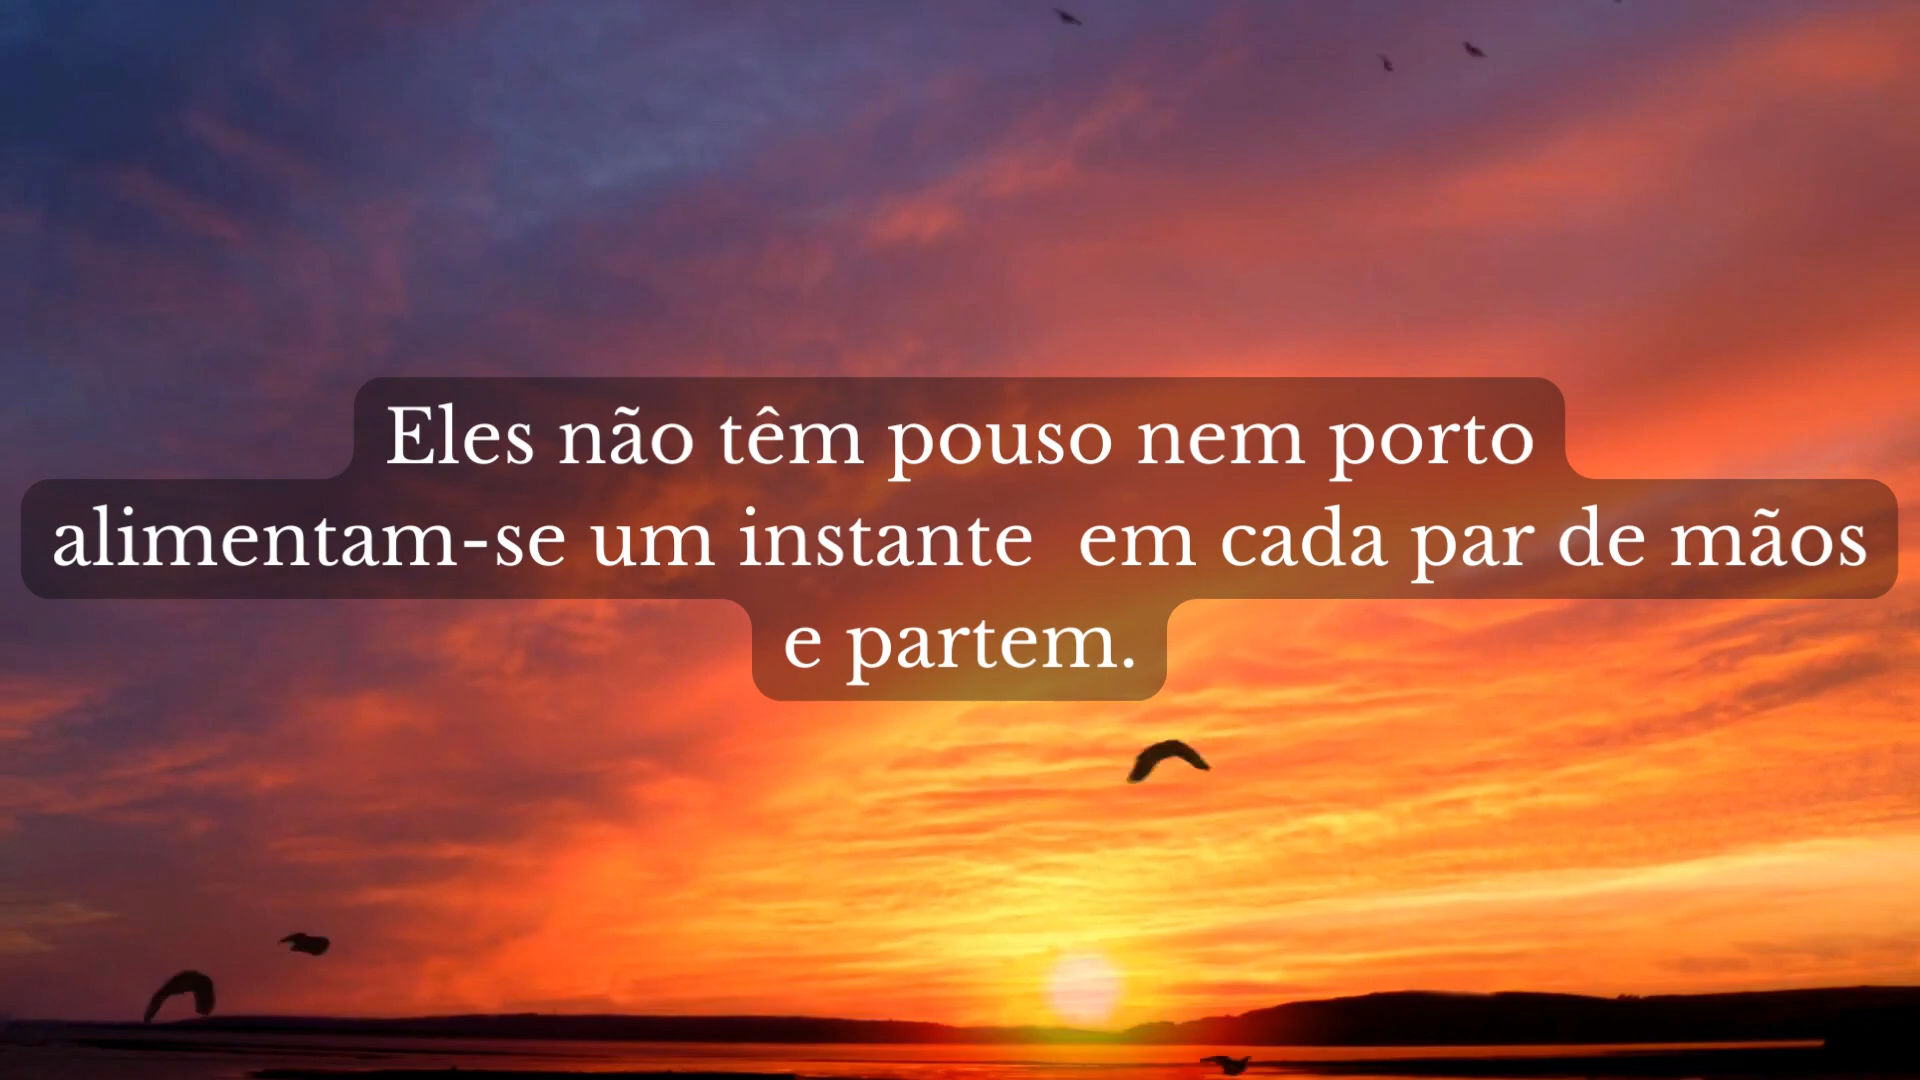 Eles não têm pouso nem porto
alimentam-se um instante  em cada par de mãos
e partem.